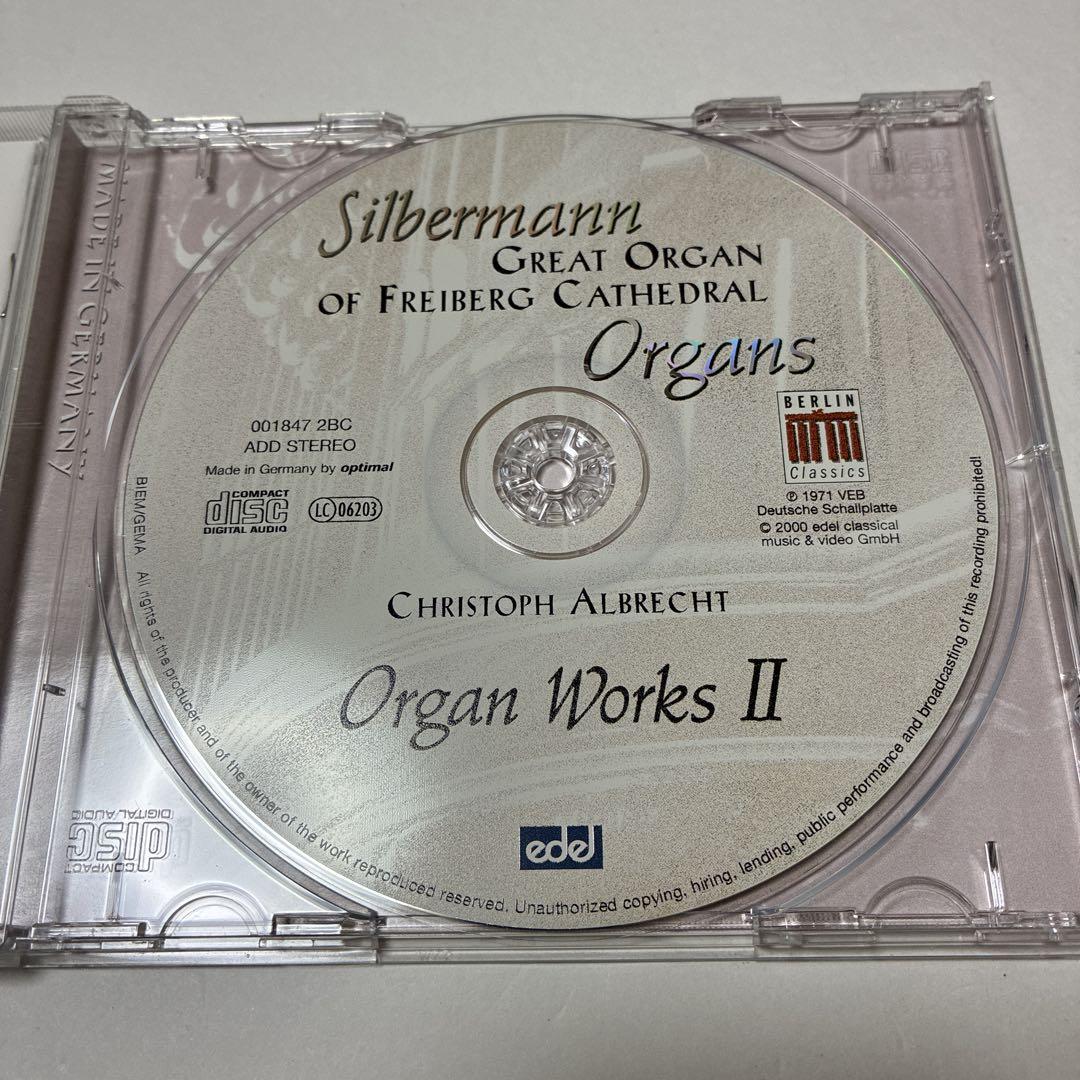 Silbermann
GREAT ORGAN
OF FREIBERG CATHEDRAL
Organs
001847 2BC
ADD STEREO
Made in Germany by optimal
COMPACT
disc
DIGITAL AUDIO
LC 06203
BERLIN
Classics
℗ 1971 VEB
Deutsche Schallplatte
© 2000 edel classical
music & video GmbH
CHRISTOPH ALBRECHT
Organ Works II
edel
BIEM/GEMA All rights of the producer and of the owner of the work reproduced reserved. Unauthorized copying, hiring, lending, public performance and broadcasting of this recording prohibited!
MADE IN GERMANY
COMPACT
disc
DIGITAL AUDIO